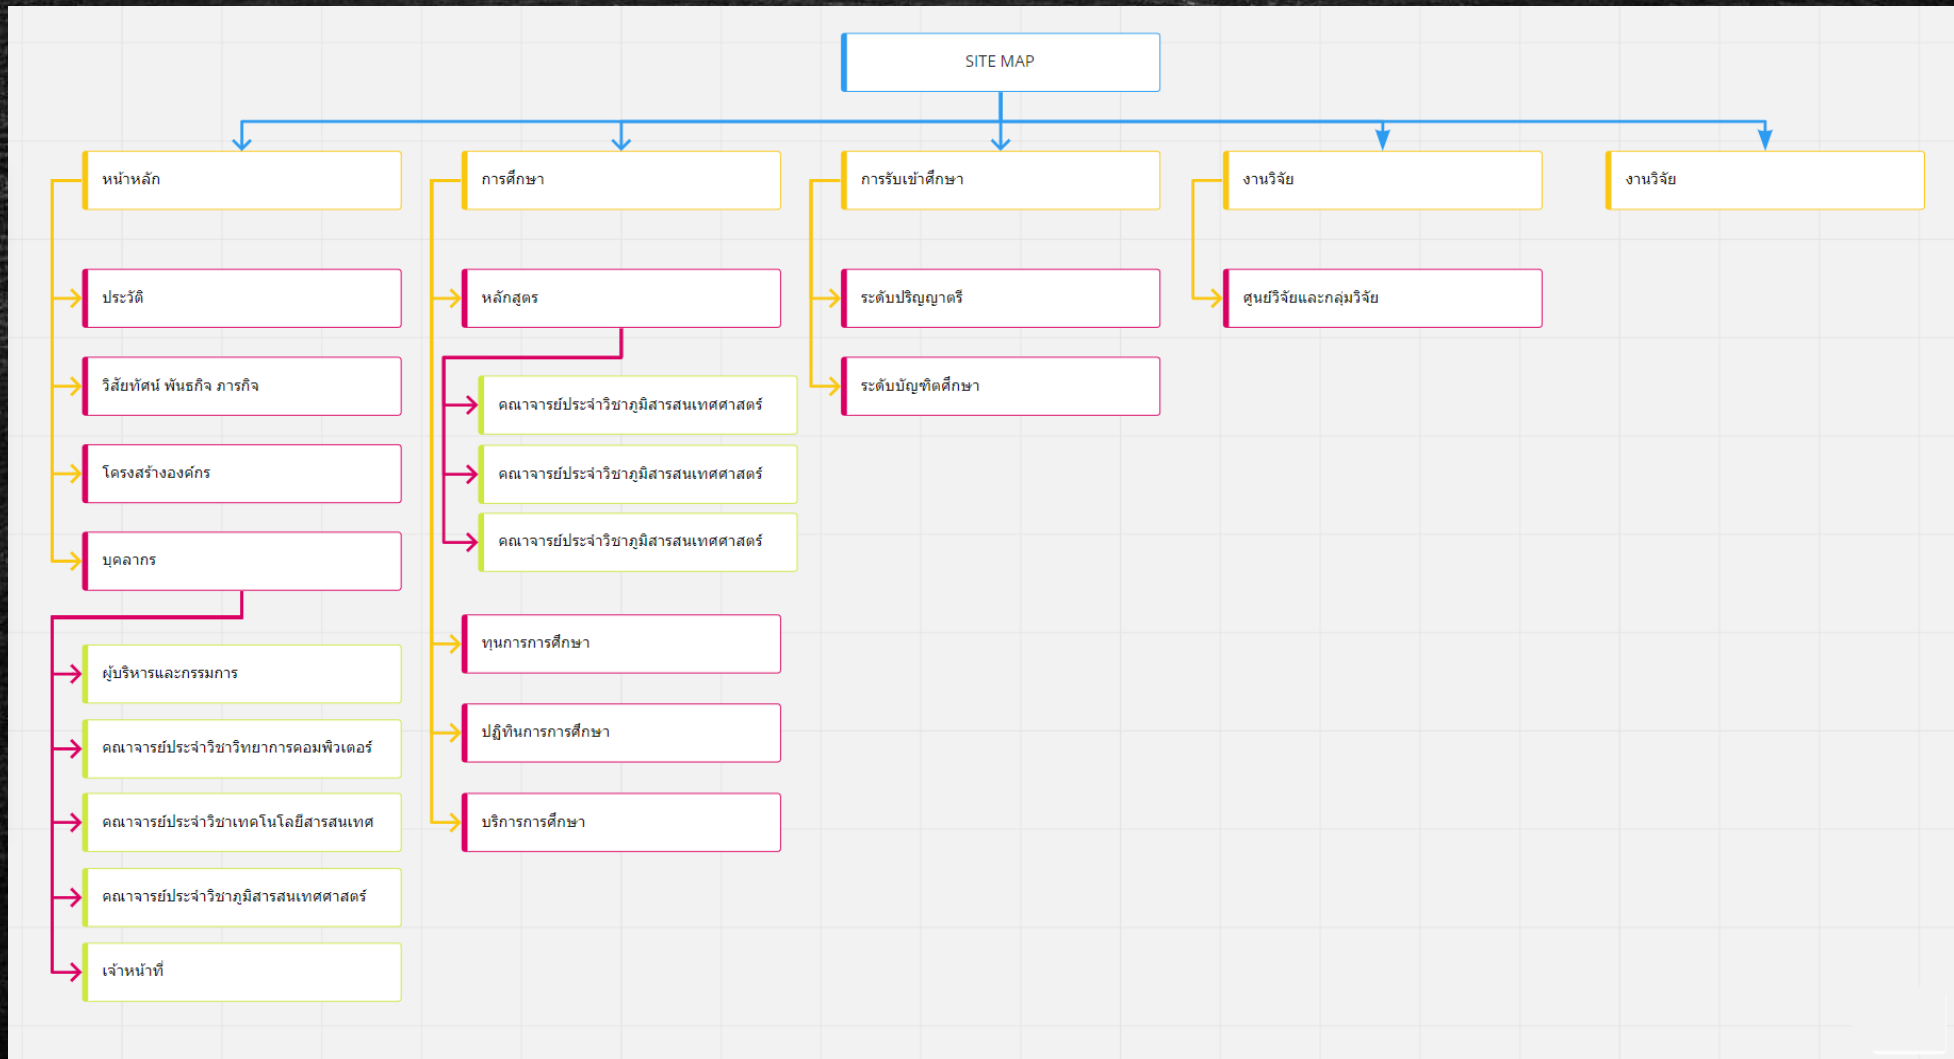 SITE MAP
หน้าหลัก
ประวัติ
วิสัยทัศน์ พันธกิจ ภารกิจ
โครงสร้างองค์กร
บุคลากร
ผู้บริหารและกรรมการ
คณาจารย์ประจำวิชาวิทยาการคอมพิวเตอร์
คณาจารย์ประจำวิชาเทคโนโลยีสารสนเทศ
คณาจารย์ประจำวิชาภูมิสารสนเทศศาสตร์
เจ้าหน้าที่
การศึกษา
หลักสูตร
คณาจารย์ประจำวิชาภูมิสารสนเทศศาสตร์
คณาจารย์ประจำวิชาภูมิสารสนเทศศาสตร์
คณาจารย์ประจำวิชาภูมิสารสนเทศศาสตร์
ทุนการการศึกษา
ปฏิทินการการศึกษา
บริการการศึกษา
การรับเข้าศึกษา
ระดับปริญญาตรี
ระดับบัญฑิตศึกษา
งานวิจัย
ศูนย์วิจัยและกลุ่มวิจัย
งานวิจัย